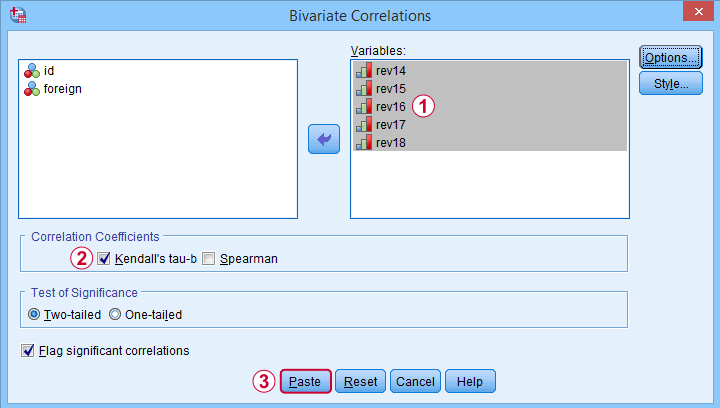 Bivariate Correlations
Variables:
id
foreign
rev14
rev15
rev16
rev17
rev18
1
Options...
Style...
Correlation Coefficients
2 Kendall's tau-b Spearman
Test of Significance
Two-tailed One-tailed
Flag significant correlations
3 Paste Reset Cancel Help